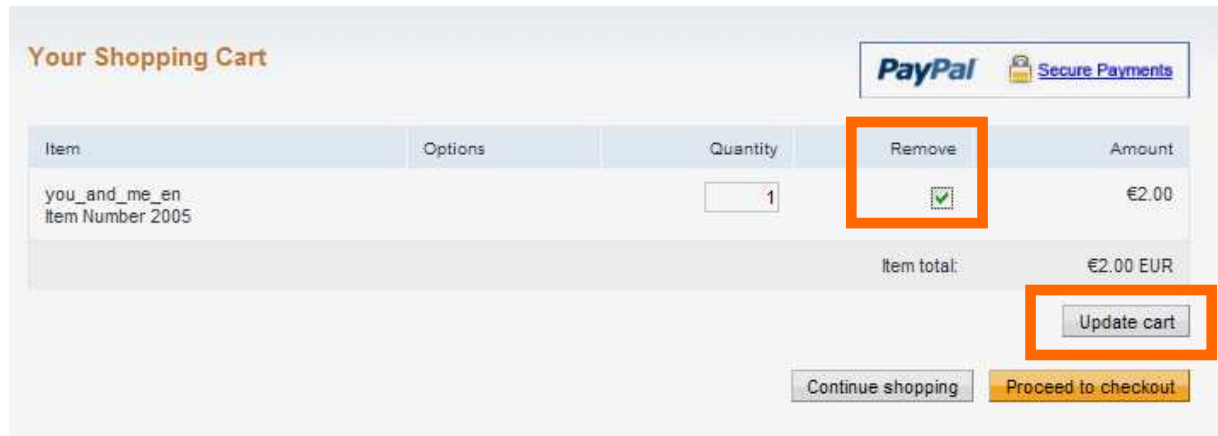 Your Shopping Cart
PayPal Secure Payments
Item Options Quantity Remove Amount
you_and_me_en 1 €2.00
Item Number 2005
Item total: €2.00 EUR
Update cart
Continue shopping Proceed to checkout